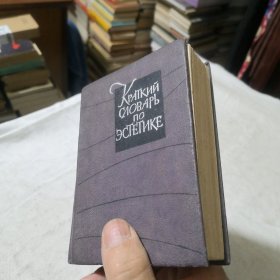 Краткий
словарь
по
эстетике